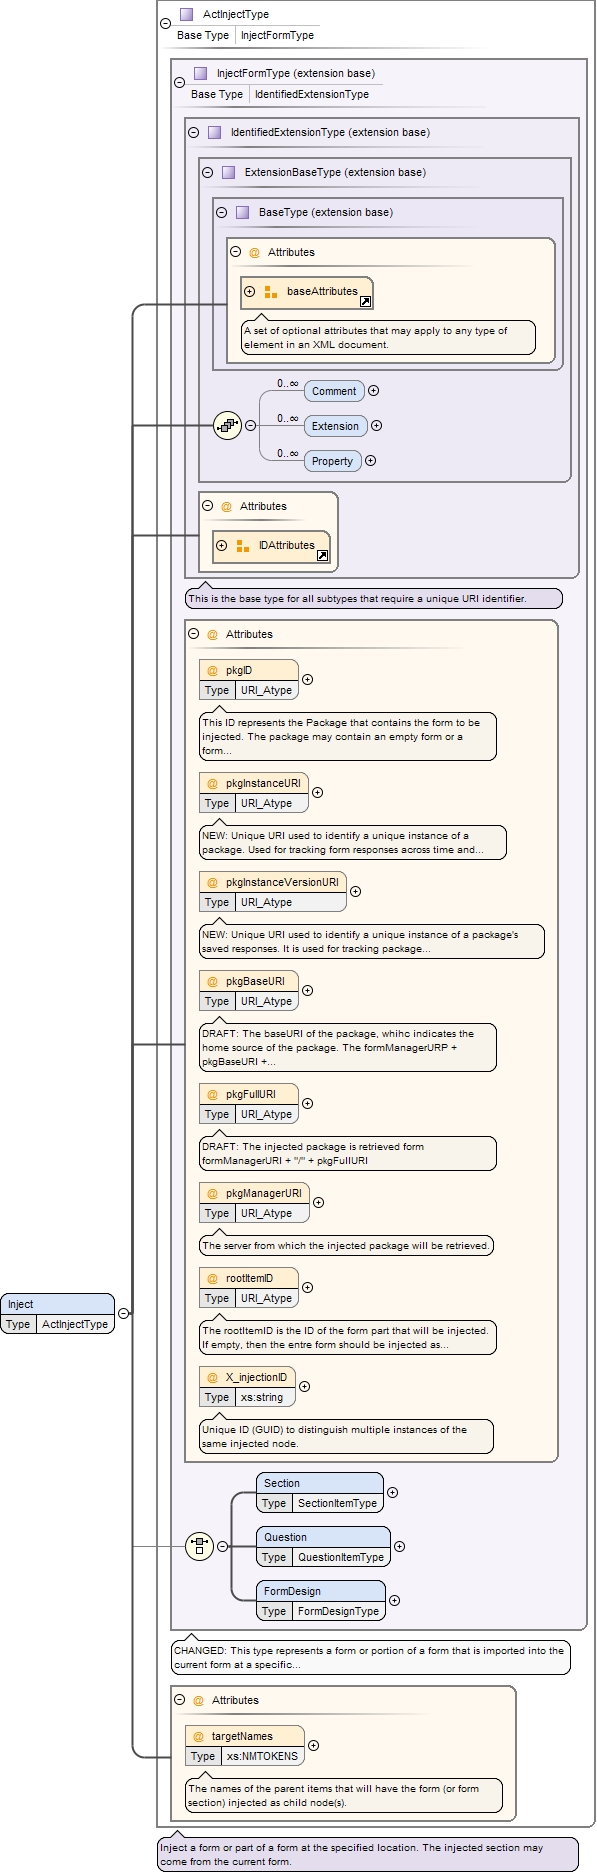 ActInjectType
Base Type InjectFormType
InjectFormType (extension base)
Base Type IdentifiedExtensionType
IdentifiedExtensionType (extension base)
ExtensionBaseType (extension base)
BaseType (extension base)
@ Attributes
baseAttributes
A set of optional attributes that may apply to any type of
element in an XML document.
0..∞
Comment
0..∞
Extension
0..∞
Property
@ Attributes
IDAttributes
This is the base type for all subtypes that require a unique URI identifier.
@ Attributes
@ pkgID
Type URI_Atype
This ID represents the Package that contains the form to be
injected. The package may contain an empty form or a
form...
@ pkgInstanceURI
Type URI_Atype
NEW: Unique URI used to identify a unique instance of a
package. Used for tracking form responses across time and...
@ pkgInstanceVersionURI
Type URI_Atype
NEW: Unique URI used to identify a unique instance of a package's
saved responses. It is used for tracking package...
@ pkgBaseURI
Type URI_Atype
DRAFT: The baseURI of the package, whihc indicates the
home source of the package. The formManagerURP +
pkgBaseURI +...
@ pkgFullURI
Type URI_Atype
DRAFT: The injected package is retrieved form
formManagerURI + "/" + pkgFullURI
@ pkgManagerURI
Type URI_Atype
The server from which the injected package will be retrieved.
@ rootItemID
Type URI_Atype
Inject
Type ActInjectType
The rootItemID is the ID of the form part that will be injected.
If empty, then the entre form should be injected as...
@ X_injectionID
Type xs:string
Unique ID (GUID) to distinguish multiple instances of the
same injected node.
Section
Type SectionItemType
Question
Type QuestionItemType
FormDesign
Type FormDesignType
CHANGED: This type represents a form or portion of a form that is imported into the
current form at a specific...
@ Attributes
@ targetNames
Type xs:NMTOKENS
The names of the parent items that will have the form (or form
section) injected as child node(s).
Inject a form or part of a form at the specified location. The injected section may
come from the current form.